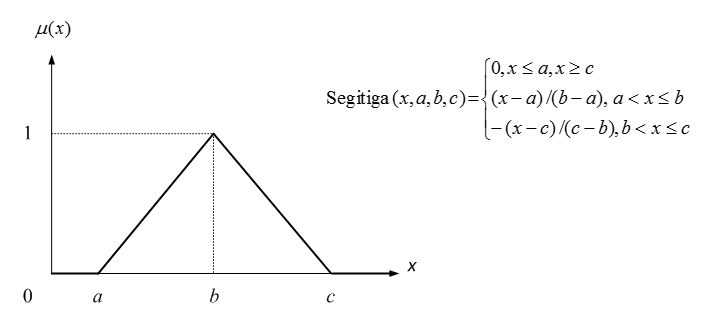 μ(x)
1
0 a b c
x
Segitiga (x, a, b, c) = { 0, x ≤ a, x ≥ c
(x − a) /(b − a), a < x ≤ b
− (x − c) /(c − b), b < x ≤ c